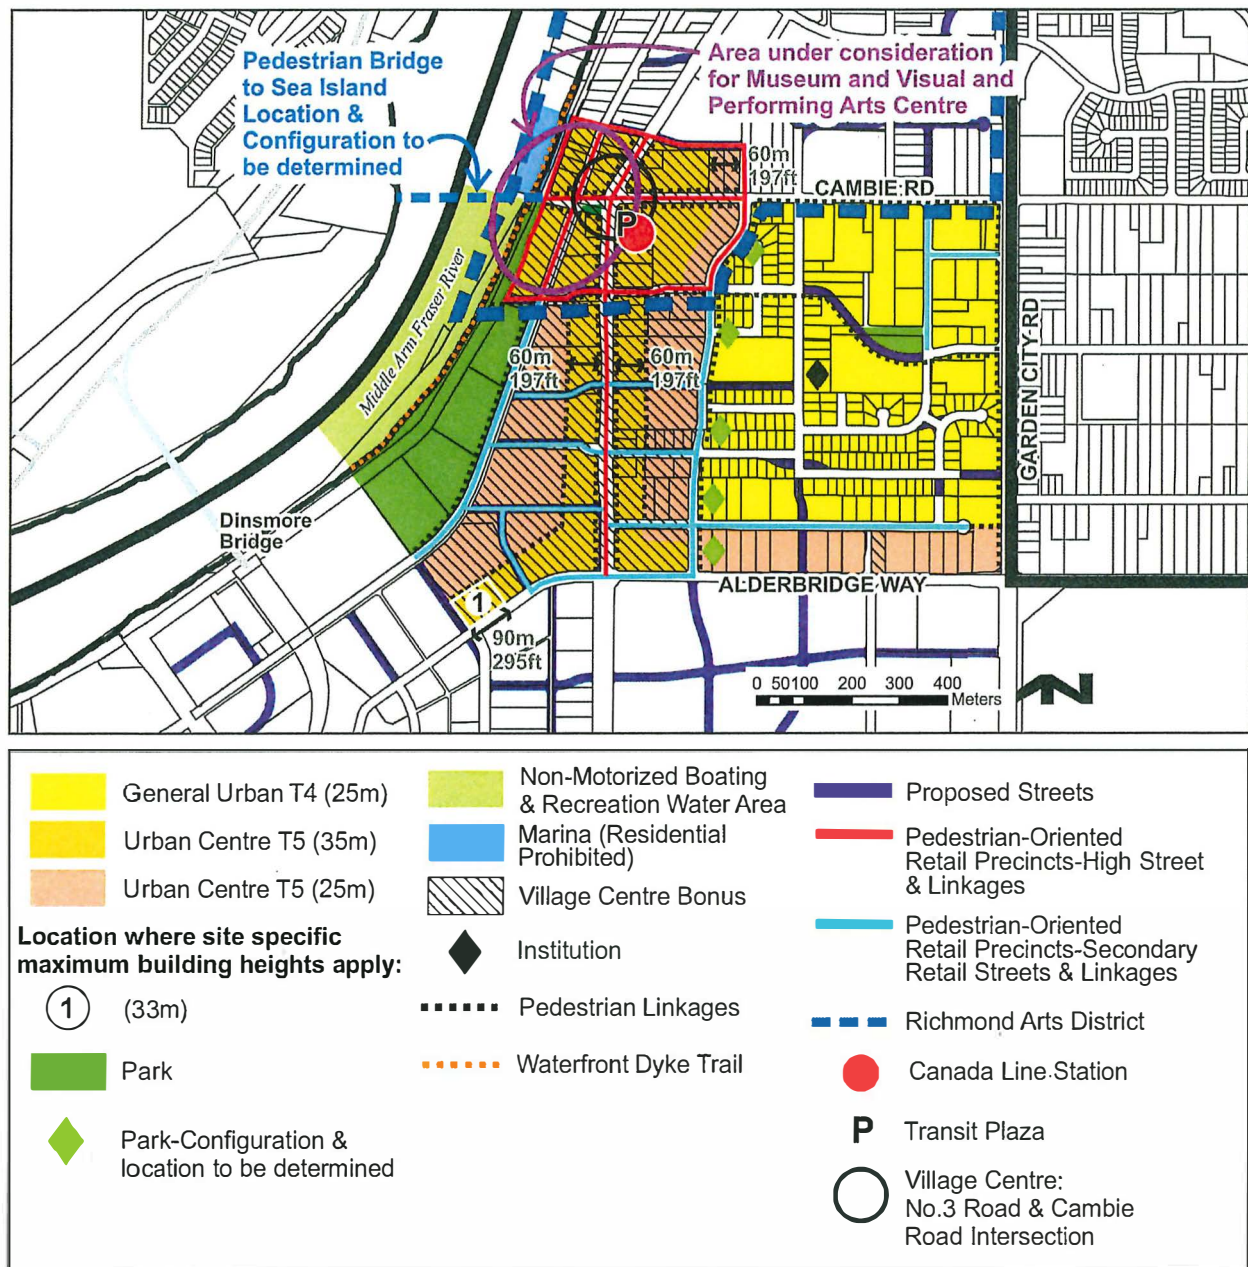 Pedestrian Bridge
to Sea Island
Location &
Configuration to
be determined
Area under consideration
for Museum and Visual and
Performing Arts Centre
60m
197ft
CAMBIE RD
P
Middle Arm Fraser River
60m
197ft
60m
197ft
GARDEN CITY RD
Dinsmore
Bridge
ALDERBRIDGE WAY
1
90m
295ft
0 50 100 200 300 400
Meters
N
General Urban T4 (25m)
Urban Centre T5 (35m)
Urban Centre T5 (25m)
Location where site specific
maximum building heights apply:
1 (33m)
Park
Park-Configuration &
location to be determined
Non-Motorized Boating
& Recreation Water Area
Marina (Residential
Prohibited)
Village Centre Bonus
Institution
Pedestrian Linkages
Waterfront Dyke Trail
Proposed Streets
Pedestrian-Oriented
Retail Precincts-High Street
& Linkages
Pedestrian-Oriented
Retail Precincts-Secondary
Retail Streets & Linkages
Richmond Arts District
Canada Line Station
P Transit Plaza
Village Centre:
No.3 Road & Cambie
Road Intersection